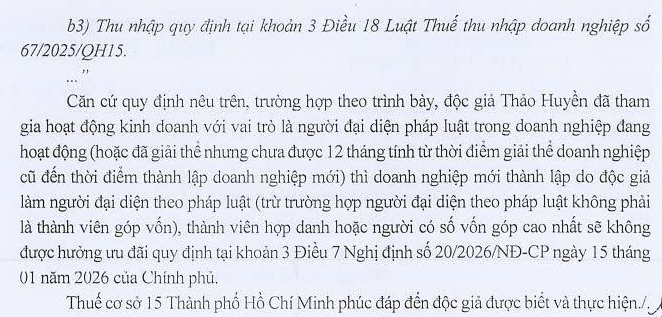 b3) Thu nhập quy định tại khoản 3 Điều 18 Luật Thuế thu nhập doanh nghiệp số
67/2025/QH15.
... ”
Căn cứ quy định nêu trên, trường hợp theo trình bày, độc giả Thảo Huyền đã tham
gia hoạt động kinh doanh với vai trò là người đại diện pháp luật trong doanh nghiệp đang
hoạt động (hoặc đã giải thể nhưng chưa được 12 tháng tính từ thời điểm giải thể doanh nghiệp
cũ đến thời điểm thành lập doanh nghiệp mới) thì doanh nghiệp mới thành lập do độc giả
làm người đại diện theo pháp luật (trừ trường hợp người đại diện theo pháp luật không phải
là thành viên góp vốn), thành viên hợp danh hoặc người có số vốn góp cao nhất sẽ không
được hưởng ưu đãi quy định tại khoản 3 Điều 7 Nghị định số 20/2026/NĐ-CP ngày 15 tháng
01 năm 2026 của Chính phủ.
Thuế cơ sở 15 Thành phố Hồ Chí Minh phúc đáp đến độc giả được biết và thực hiện./.